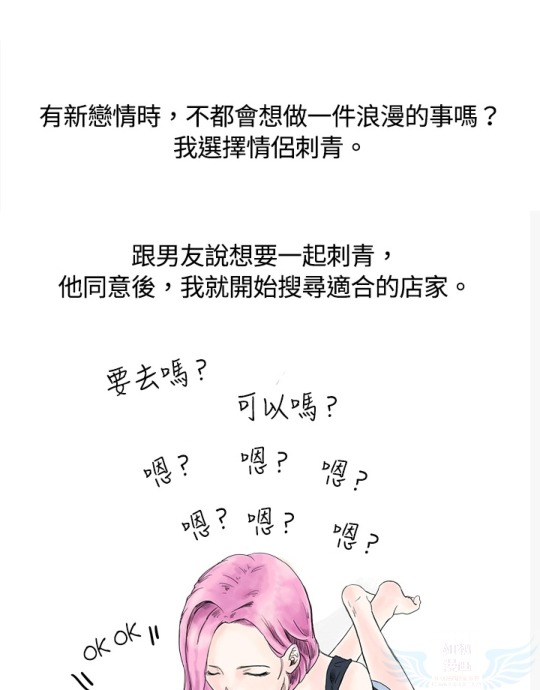 有新戀情時，不都會想做一件浪漫的事嗎？
我選擇情侶刺青。
跟男友說想要一起刺青，
他同意後，我就開始搜尋適合的店家。
要去嗎？
可以嗎？
嗯？ 嗯？ 嗯？
嗯？ 嗯？ 嗯？
OK OK